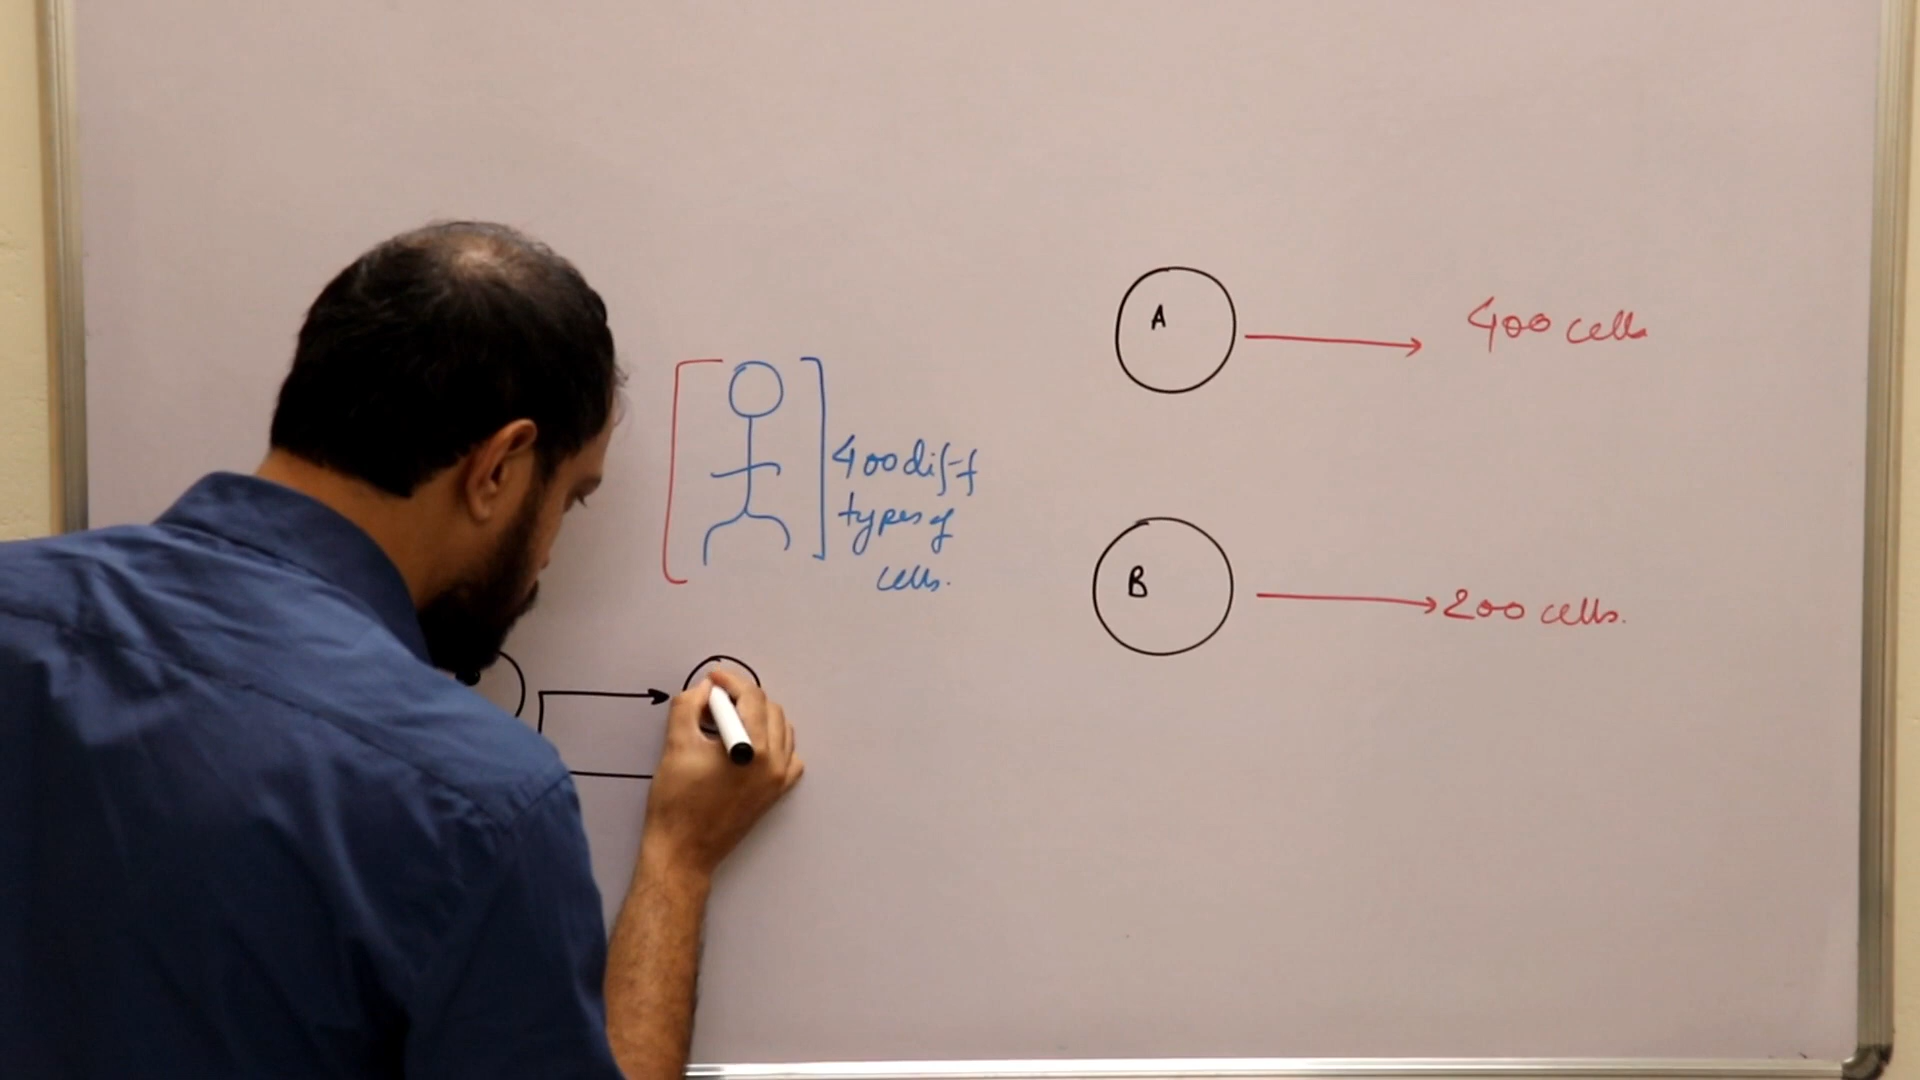 400 diff
types of
cells.
A
400 cells
B
200 cells.